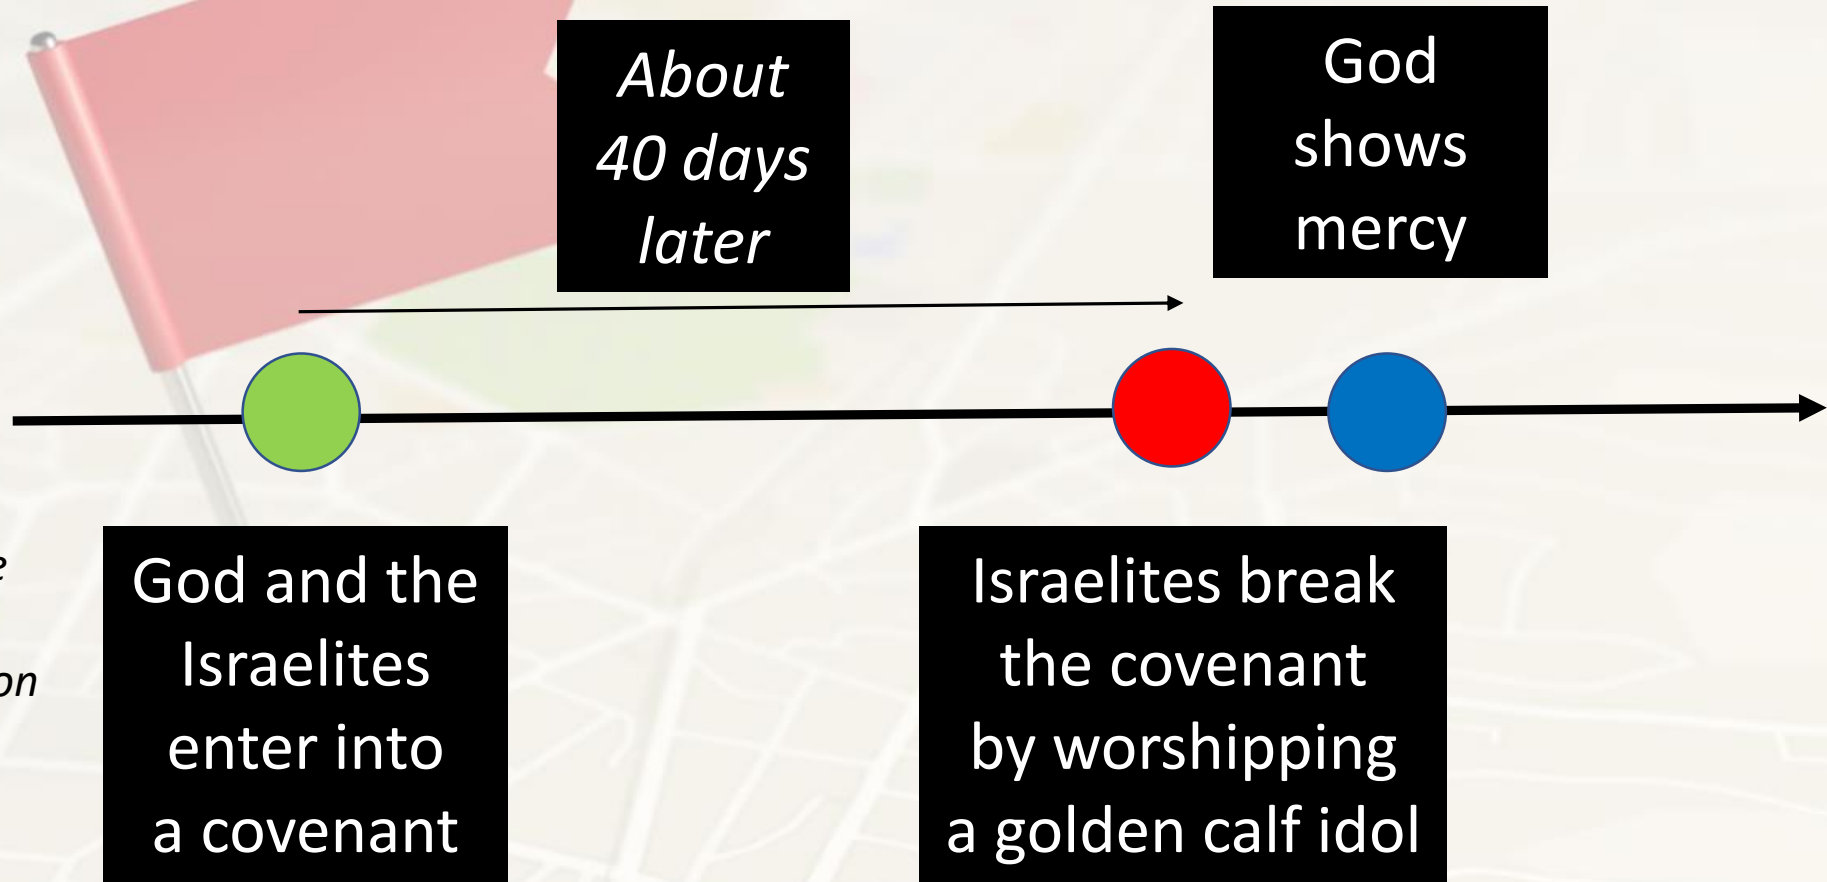 About
40 days
later
God
shows
mercy
God and the
Israelites
enter into
a covenant
Israelites break
the covenant
by worshipping
a golden calf idol